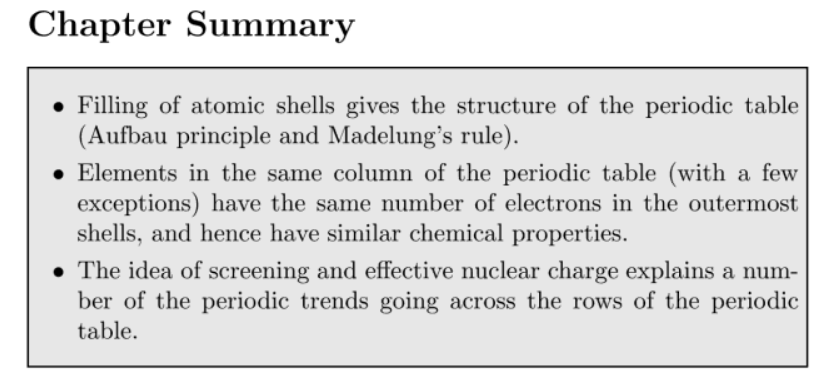 Chapter Summary
• Filling of atomic shells gives the structure of the periodic table
(Aufbau principle and Madelung's rule).
• Elements in the same column of the periodic table (with a few
exceptions) have the same number of electrons in the outermost
shells, and hence have similar chemical properties.
• The idea of screening and effective nuclear charge explains a num-
ber of the periodic trends going across the rows of the periodic
table.